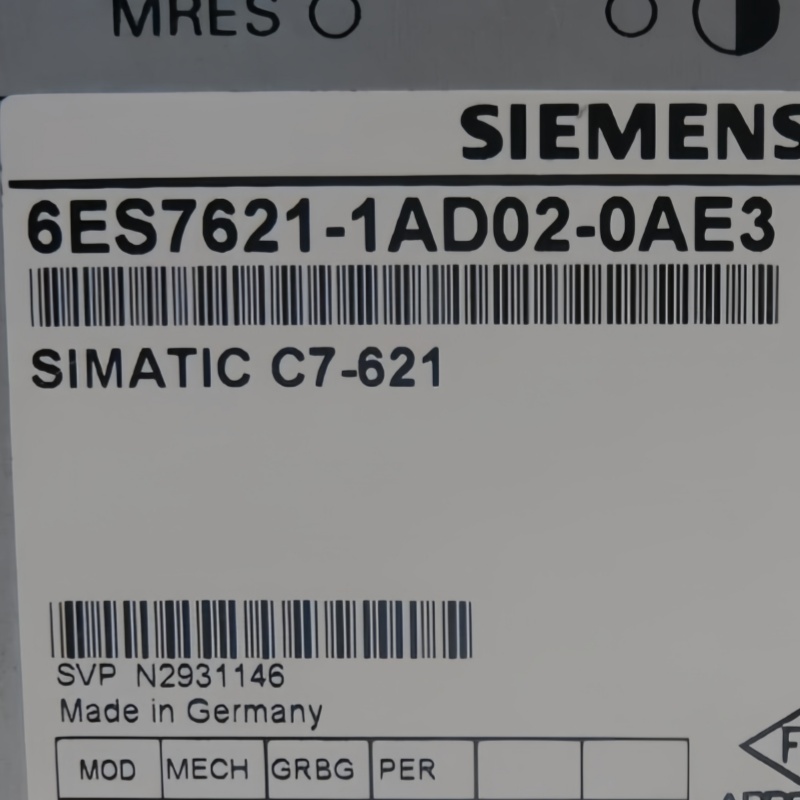 MRES
SIEMENS
6ES7621-1AD02-0AE3
SIMATIC C7-621
SVP N2931146
Made in Germany
MOD MECH GRBG PER